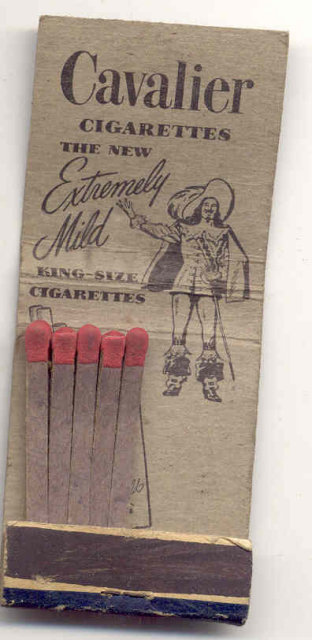 Cavalier
CIGARETTES
THE NEW
Extremely
Mild
KING-SIZE
CIGARETTES